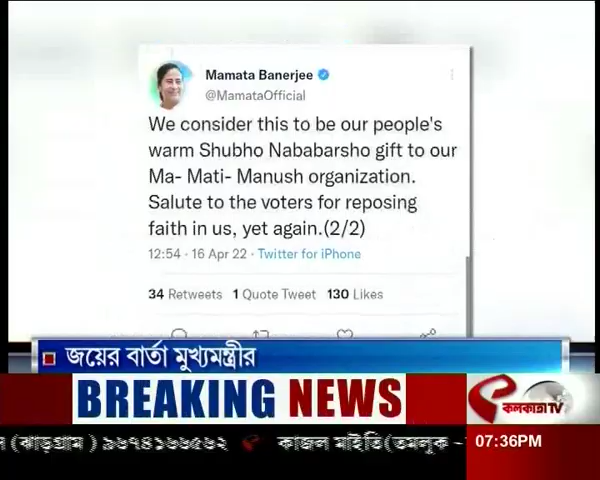 Mamata Banerjee
@MamataOfficial
We consider this to be our people's
warm Shubho Nababarsho gift to our
Ma- Mati- Manush organization.
Salute to the voters for reposing
faith in us, yet again.(2/2)
12:54 · 16 Apr 22 · Twitter for iPhone
34 Retweets 1 Quote Tweet 130 Likes
জয়ের বার্তা মুখ্যমন্ত্রীর
BREAKING NEWS
কলকাতা TV
(ঝাড়গ্রাম ) ৯৬৭৪১৬৬৫৬২ কাজল মাইতি(তমলুক -
07:36PM